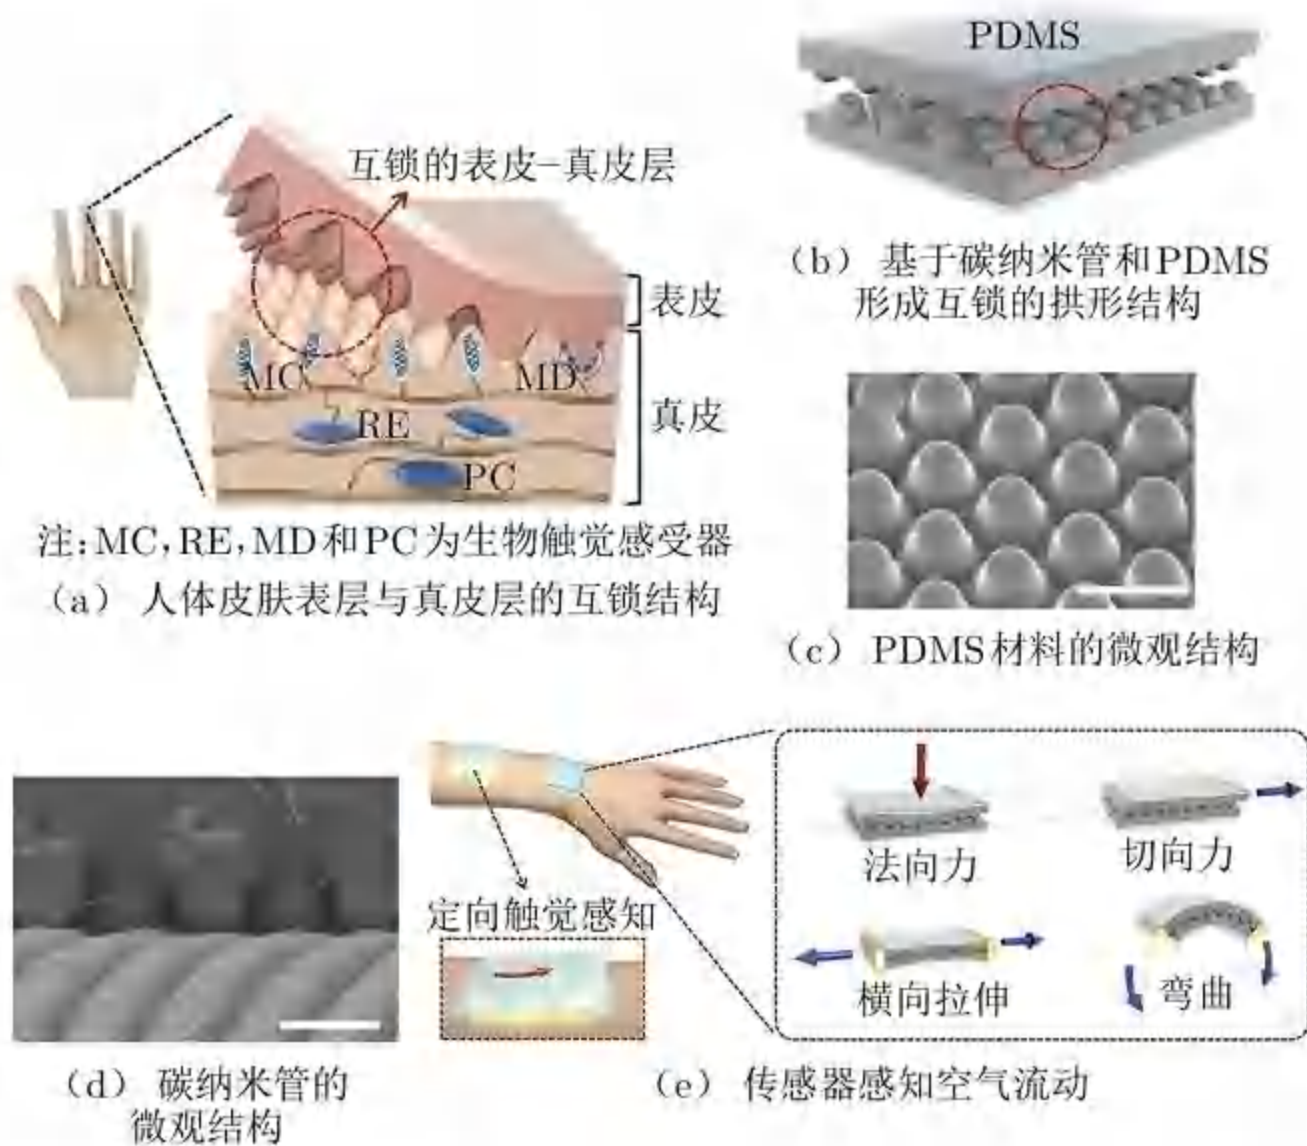 PDMS
互锁的表皮-真皮层
(b) 基于碳纳米管和PDMS
形成互锁的拱形结构
表皮
MC
MD
真皮
RE
PC
注:MC,RE,MD和PC为生物触觉感受器
(a) 人体皮肤表层与真皮层的互锁结构
(c) PDMS材料的微观结构
法向力
切向力
定向触觉感知
横向拉伸
弯曲
(d) 碳纳米管的
微观结构
(e) 传感器感知空气流动